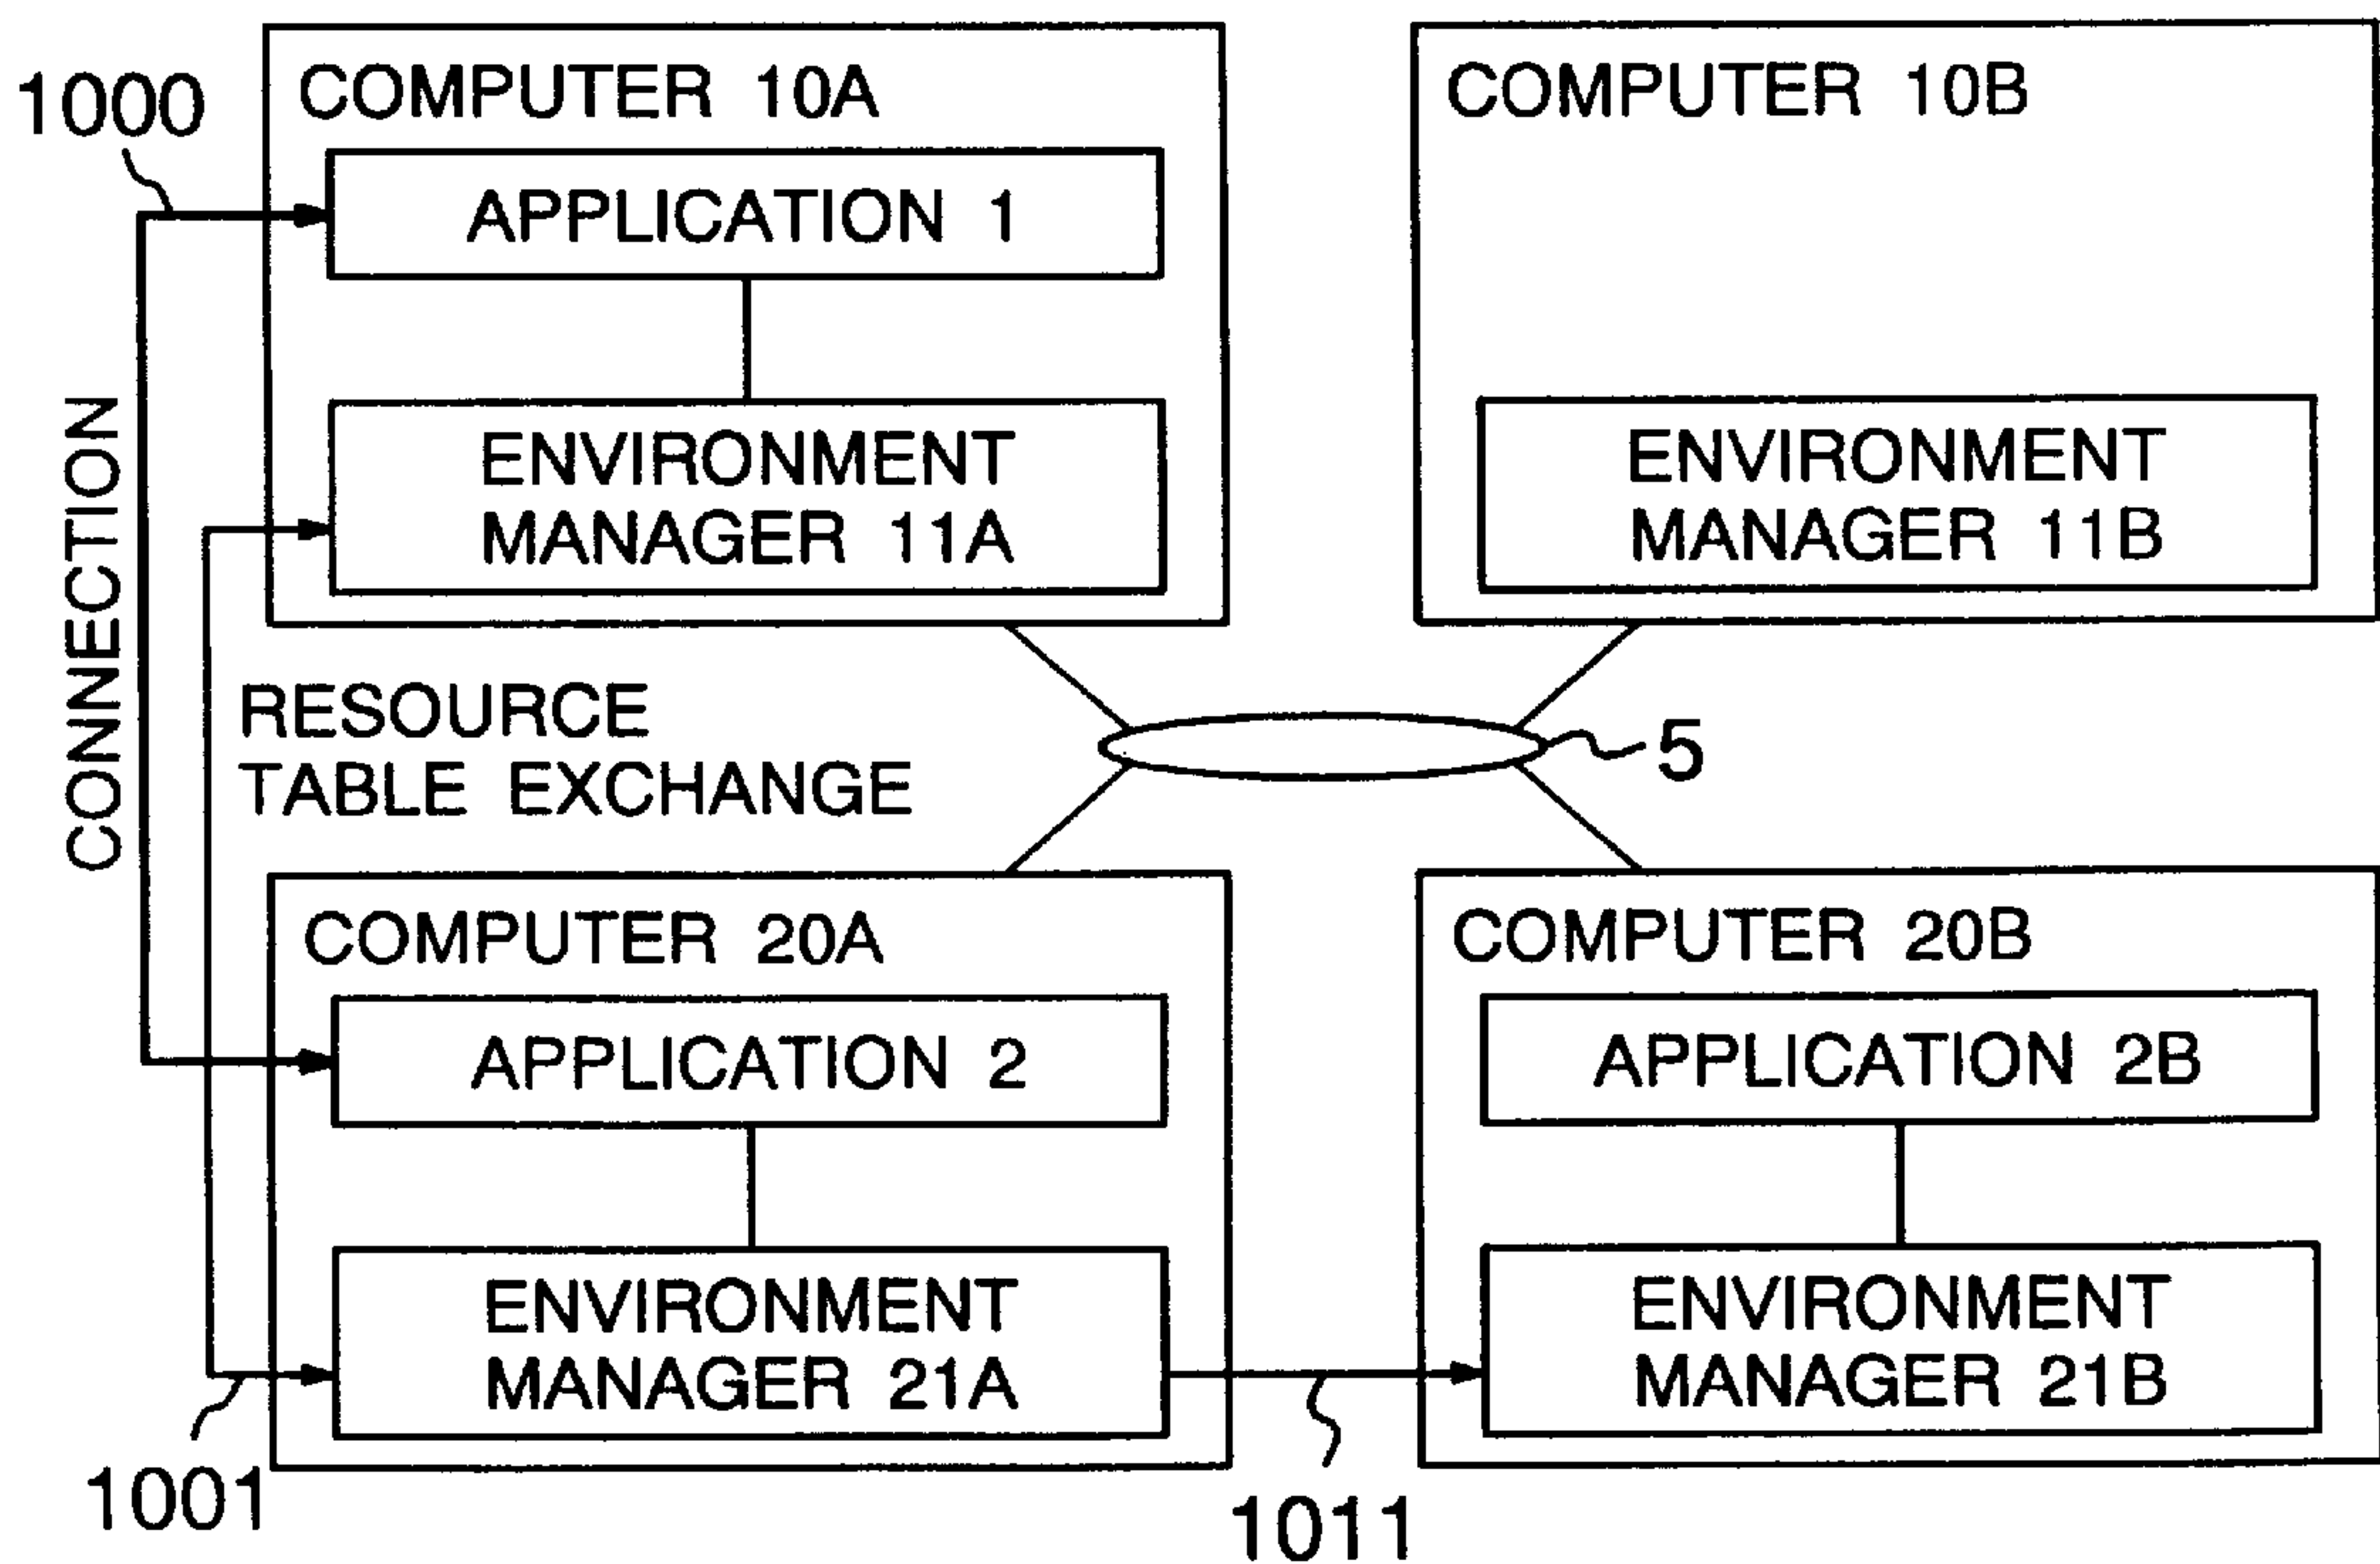 1000
COMPUTER 10A
APPLICATION 1
ENVIRONMENT
MANAGER 11A
COMPUTER 10B
ENVIRONMENT
MANAGER 11B
CONNECTION
RESOURCE
TABLE EXCHANGE
5
COMPUTER 20A
APPLICATION 2
ENVIRONMENT
MANAGER 21A
COMPUTER 20B
APPLICATION 2B
ENVIRONMENT
MANAGER 21B
1001
1011